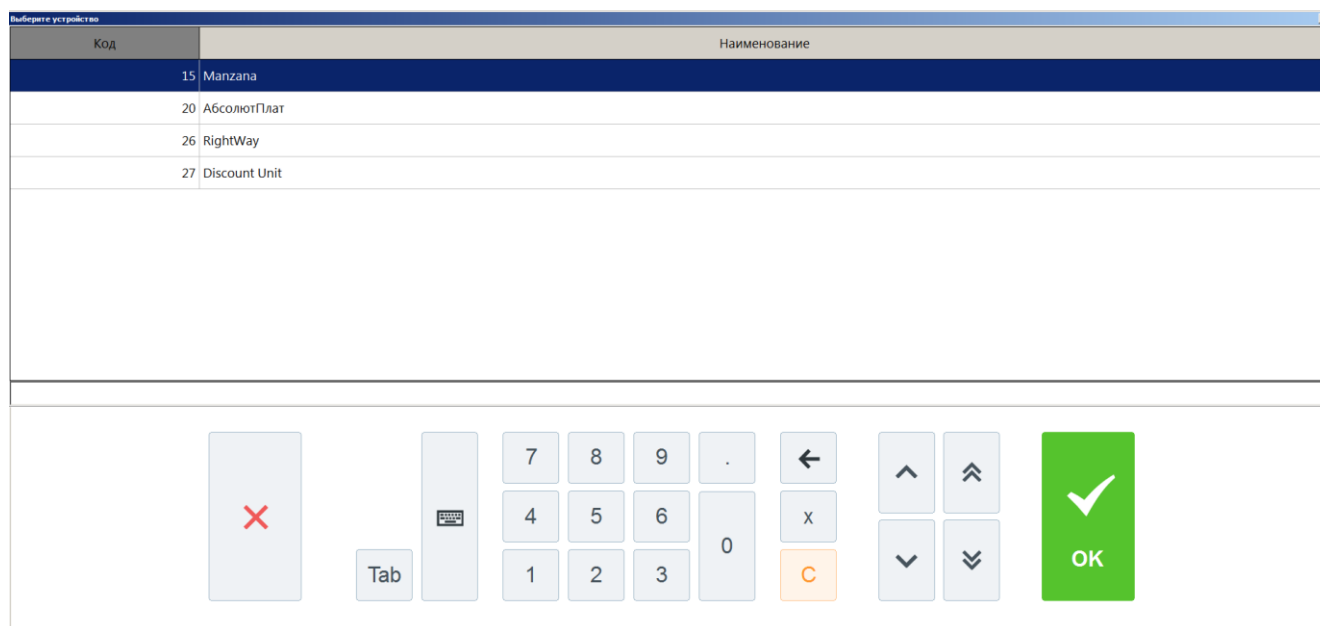 Выберите устройство
Код Наименование
15 Manzana
20 АбсолютПлат
26 RightWay
27 Discount Unit
7 8 9 .
4 5 6 x
0
Tab 1 2 3 C
OK